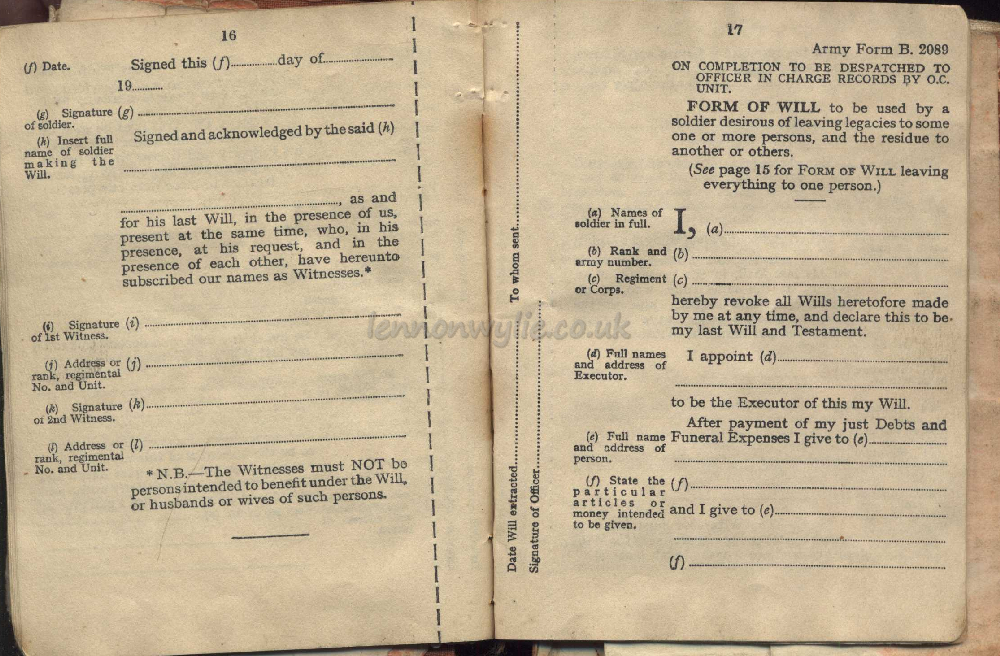 16
(f) Date.
Signed this (f)..............day of.....................
19..........
(g) Signature of soldier.
(g) ..........................................................
Signed and acknowledged by the said (h)
(h) Insert full name of soldier making the Will.
..........................................................
.........................................., as and
for his last Will, in the presence of us,
present at the same time, who, in his
presence, at his request, and in the
presence of each other, have hereunto
subscribed our names as Witnesses.*
(i) Signature of 1st Witness.
(i) ..........................................................
(j) Address or rank, regimental No. and Unit.
(j) ..........................................................
(k) Signature of 2nd Witness.
(k) ..........................................................
(l) Address or rank, regimental No. and Unit.
(l) ..........................................................
* N.B.—The Witnesses must NOT be
persons intended to benefit under the Will,
or husbands or wives of such persons.
Date Will extracted.......................... To whom sent..........................
Signature of Officer..........................
17
Army Form B. 2089
ON COMPLETION TO BE DESPATCHED TO
OFFICER IN CHARGE RECORDS BY O.C.
UNIT.
FORM OF WILL to be used by a
soldier desirous of leaving legacies to some
one or more persons, and the residue to
another or others.
(See page 15 for FORM OF WILL leaving
everything to one person.)
(a) Names of soldier in full.
I, (a)..........................................................
(b) Rank and army number.
(b) ..........................................................
(c) Regiment or Corps.
(c) ..........................................................
hereby revoke all Wills heretofore made
by me at any time, and declare this to be
my last Will and Testament.
(d) Full names and address of Executor.
I appoint (d)..........................................
..........................................................
to be the Executor of this my Will.
After payment of my just Debts and
(e) Full name and address of person.
Funeral Expenses I give to (e)....................
..........................................................
(f) State the particular articles or money intended to be given.
(f) ..........................................................
and I give to (e)..........................................
..........................................................
(f) ..........................................................
lennonwylie.co.uk